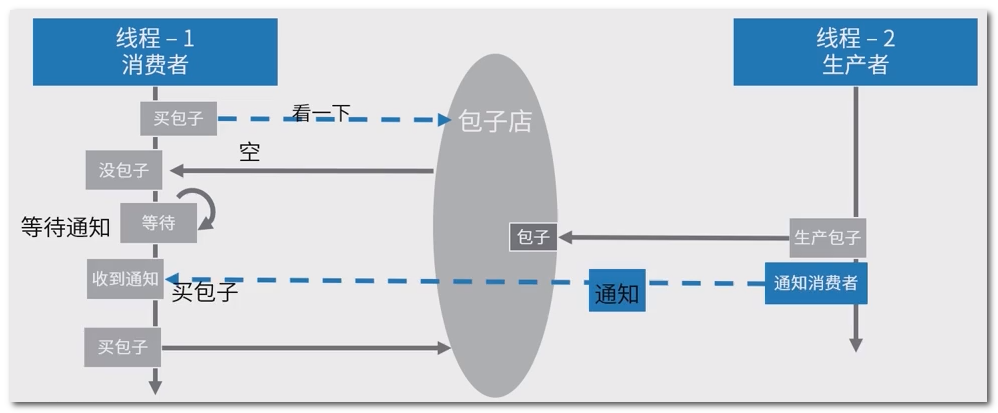 线程 – 1
消费者
线程 – 2
生产者
买包子
看一下
包子店
空
没包子
等待通知
等待
包子
生产包子
收到通知
买包子
通知
通知消费者
买包子